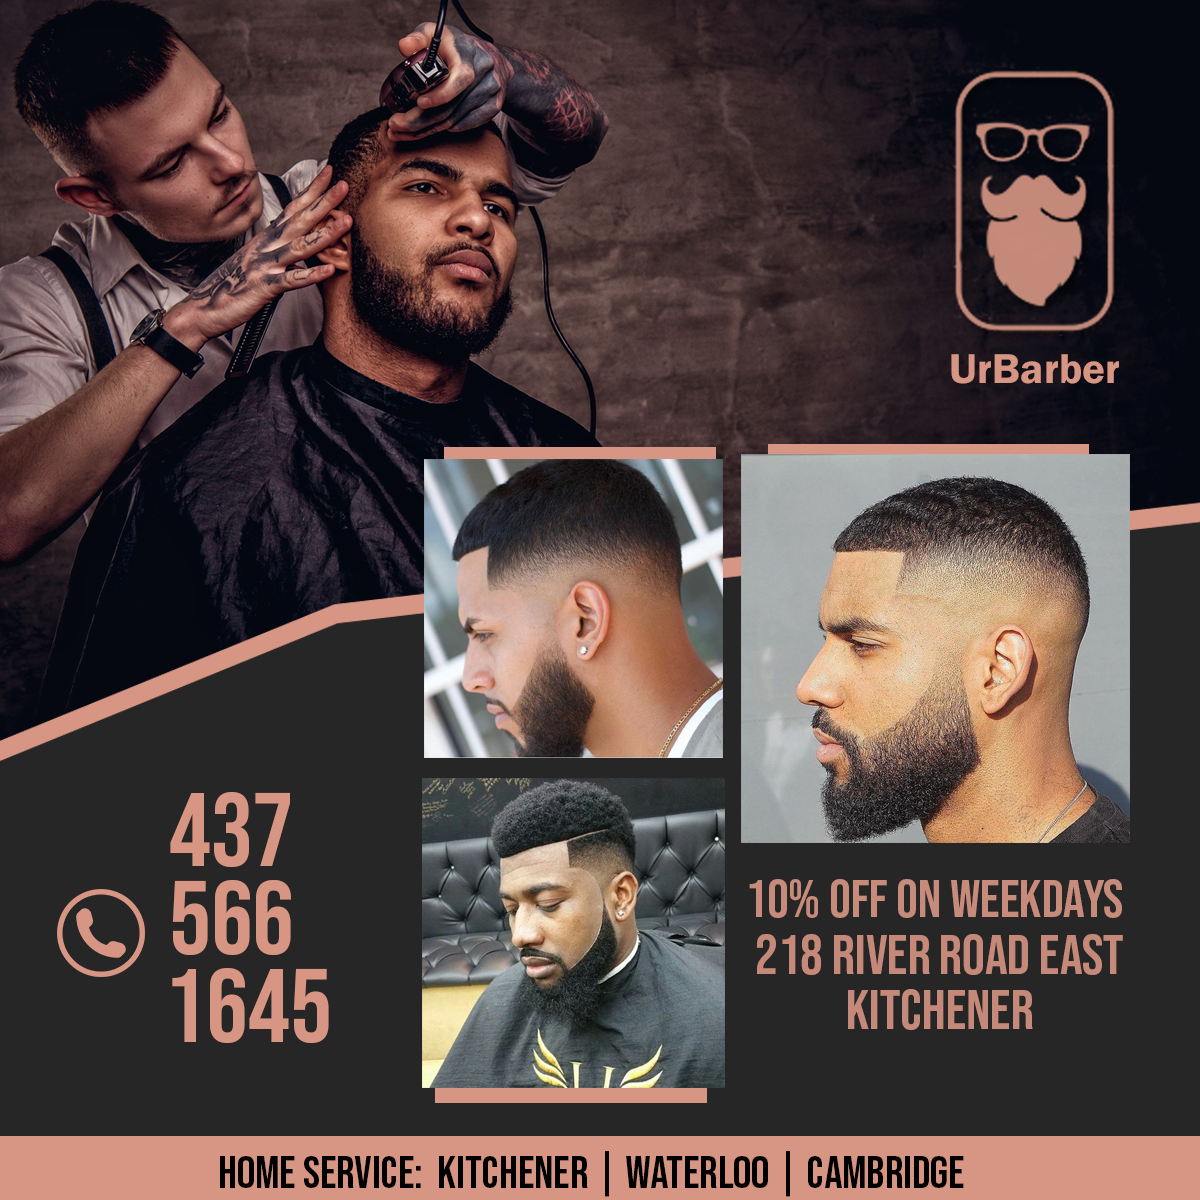 UrBarber
437
566
1645
10% OFF ON WEEKDAYS
218 RIVER ROAD EAST
KITCHENER
HOME SERVICE: KITCHENER | WATERLOO | CAMBRIDGE